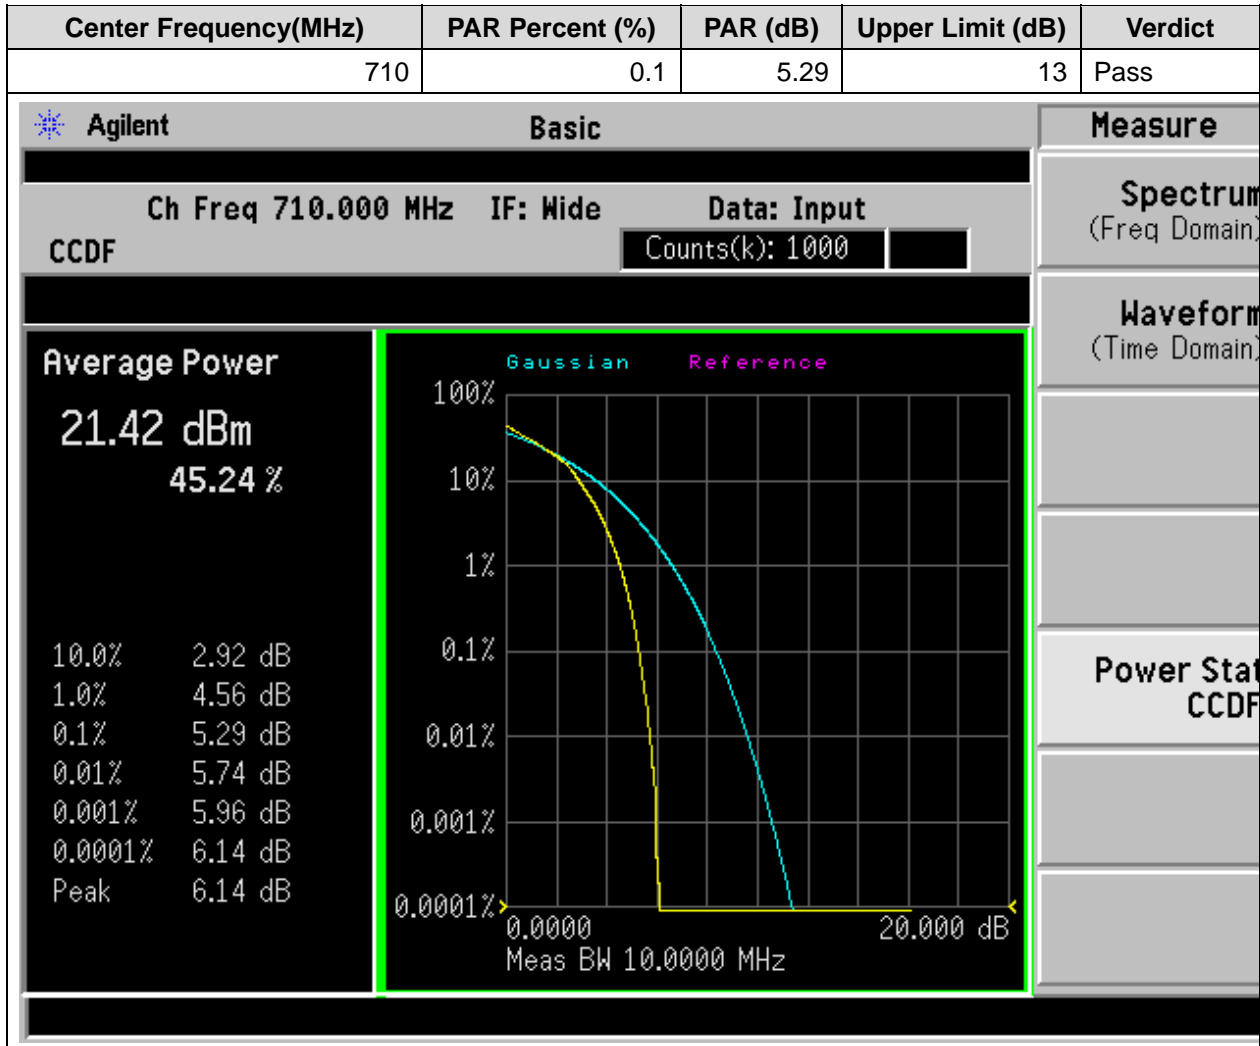 Center Frequency(MHz) PAR Percent (%) PAR (dB) Upper Limit (dB) Verdict
710 0.1 5.29 13 Pass
Agilent Basic Measure
Ch Freq 710.000 MHz IF: Wide Data: Input
CCDF Counts(k): 1000
Spectrum
(Freq Domain)
Waveform
(Time Domain)
Power Stat
CCDF
Average Power
21.42 dBm
45.24 %
10.0% 2.92 dB
1.0% 4.56 dB
0.1% 5.29 dB
0.01% 5.74 dB
0.001% 5.96 dB
0.0001% 6.14 dB
Peak 6.14 dB
Gaussian Reference
100%
10%
1%
0.1%
0.01%
0.001%
0.0001%
0.0000 20.000 dB
Meas BW 10.0000 MHz